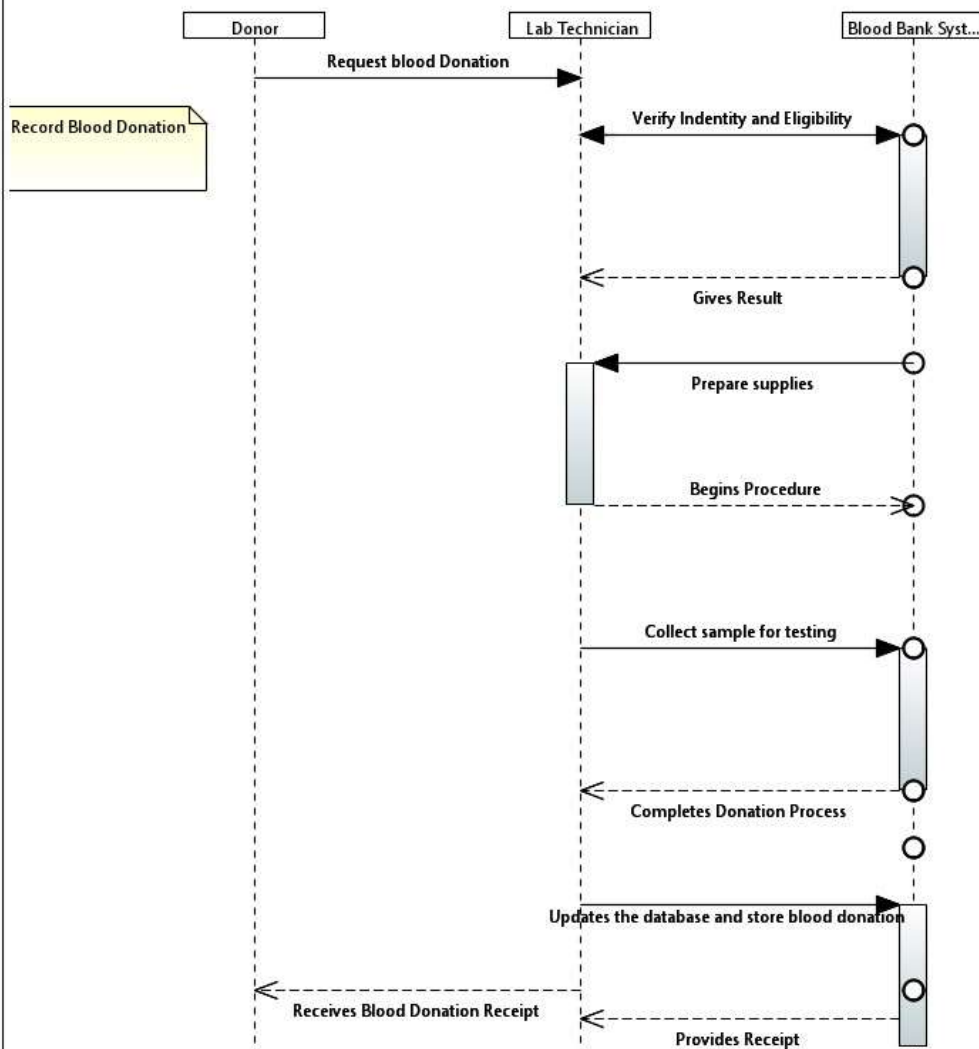 Donor
Lab Technician
Blood Bank Syst...
Request blood Donation
Record Blood Donation
Verify Indentity and Eligibility
Gives Result
Prepare supplies
Begins Procedure
Collect sample for testing
Completes Donation Process
Updates the database and store blood donation
Receives Blood Donation Receipt
Provides Receipt